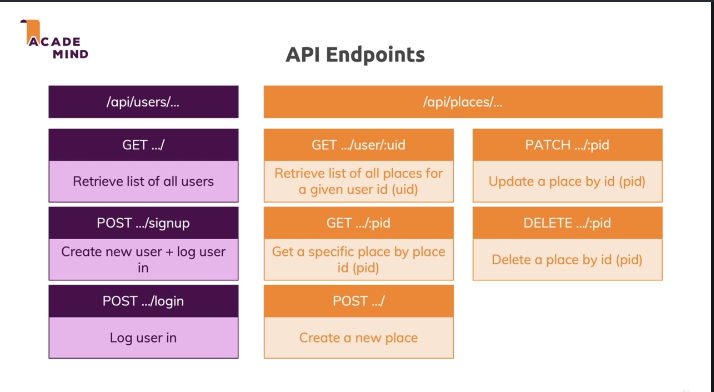 ACADE
MIND
API Endpoints
/api/users/...
/api/places/...
GET .../
Retrieve list of all users
POST .../signup
Create new user + log user
in
POST .../login
Log user in
GET .../user/:uid
Retrieve list of all places for
a given user id (uid)
GET .../:pid
Get a specific place by place
id (pid)
POST .../
Create a new place
PATCH .../:pid
Update a place by id (pid)
DELETE .../:pid
Delete a place by id (pid)